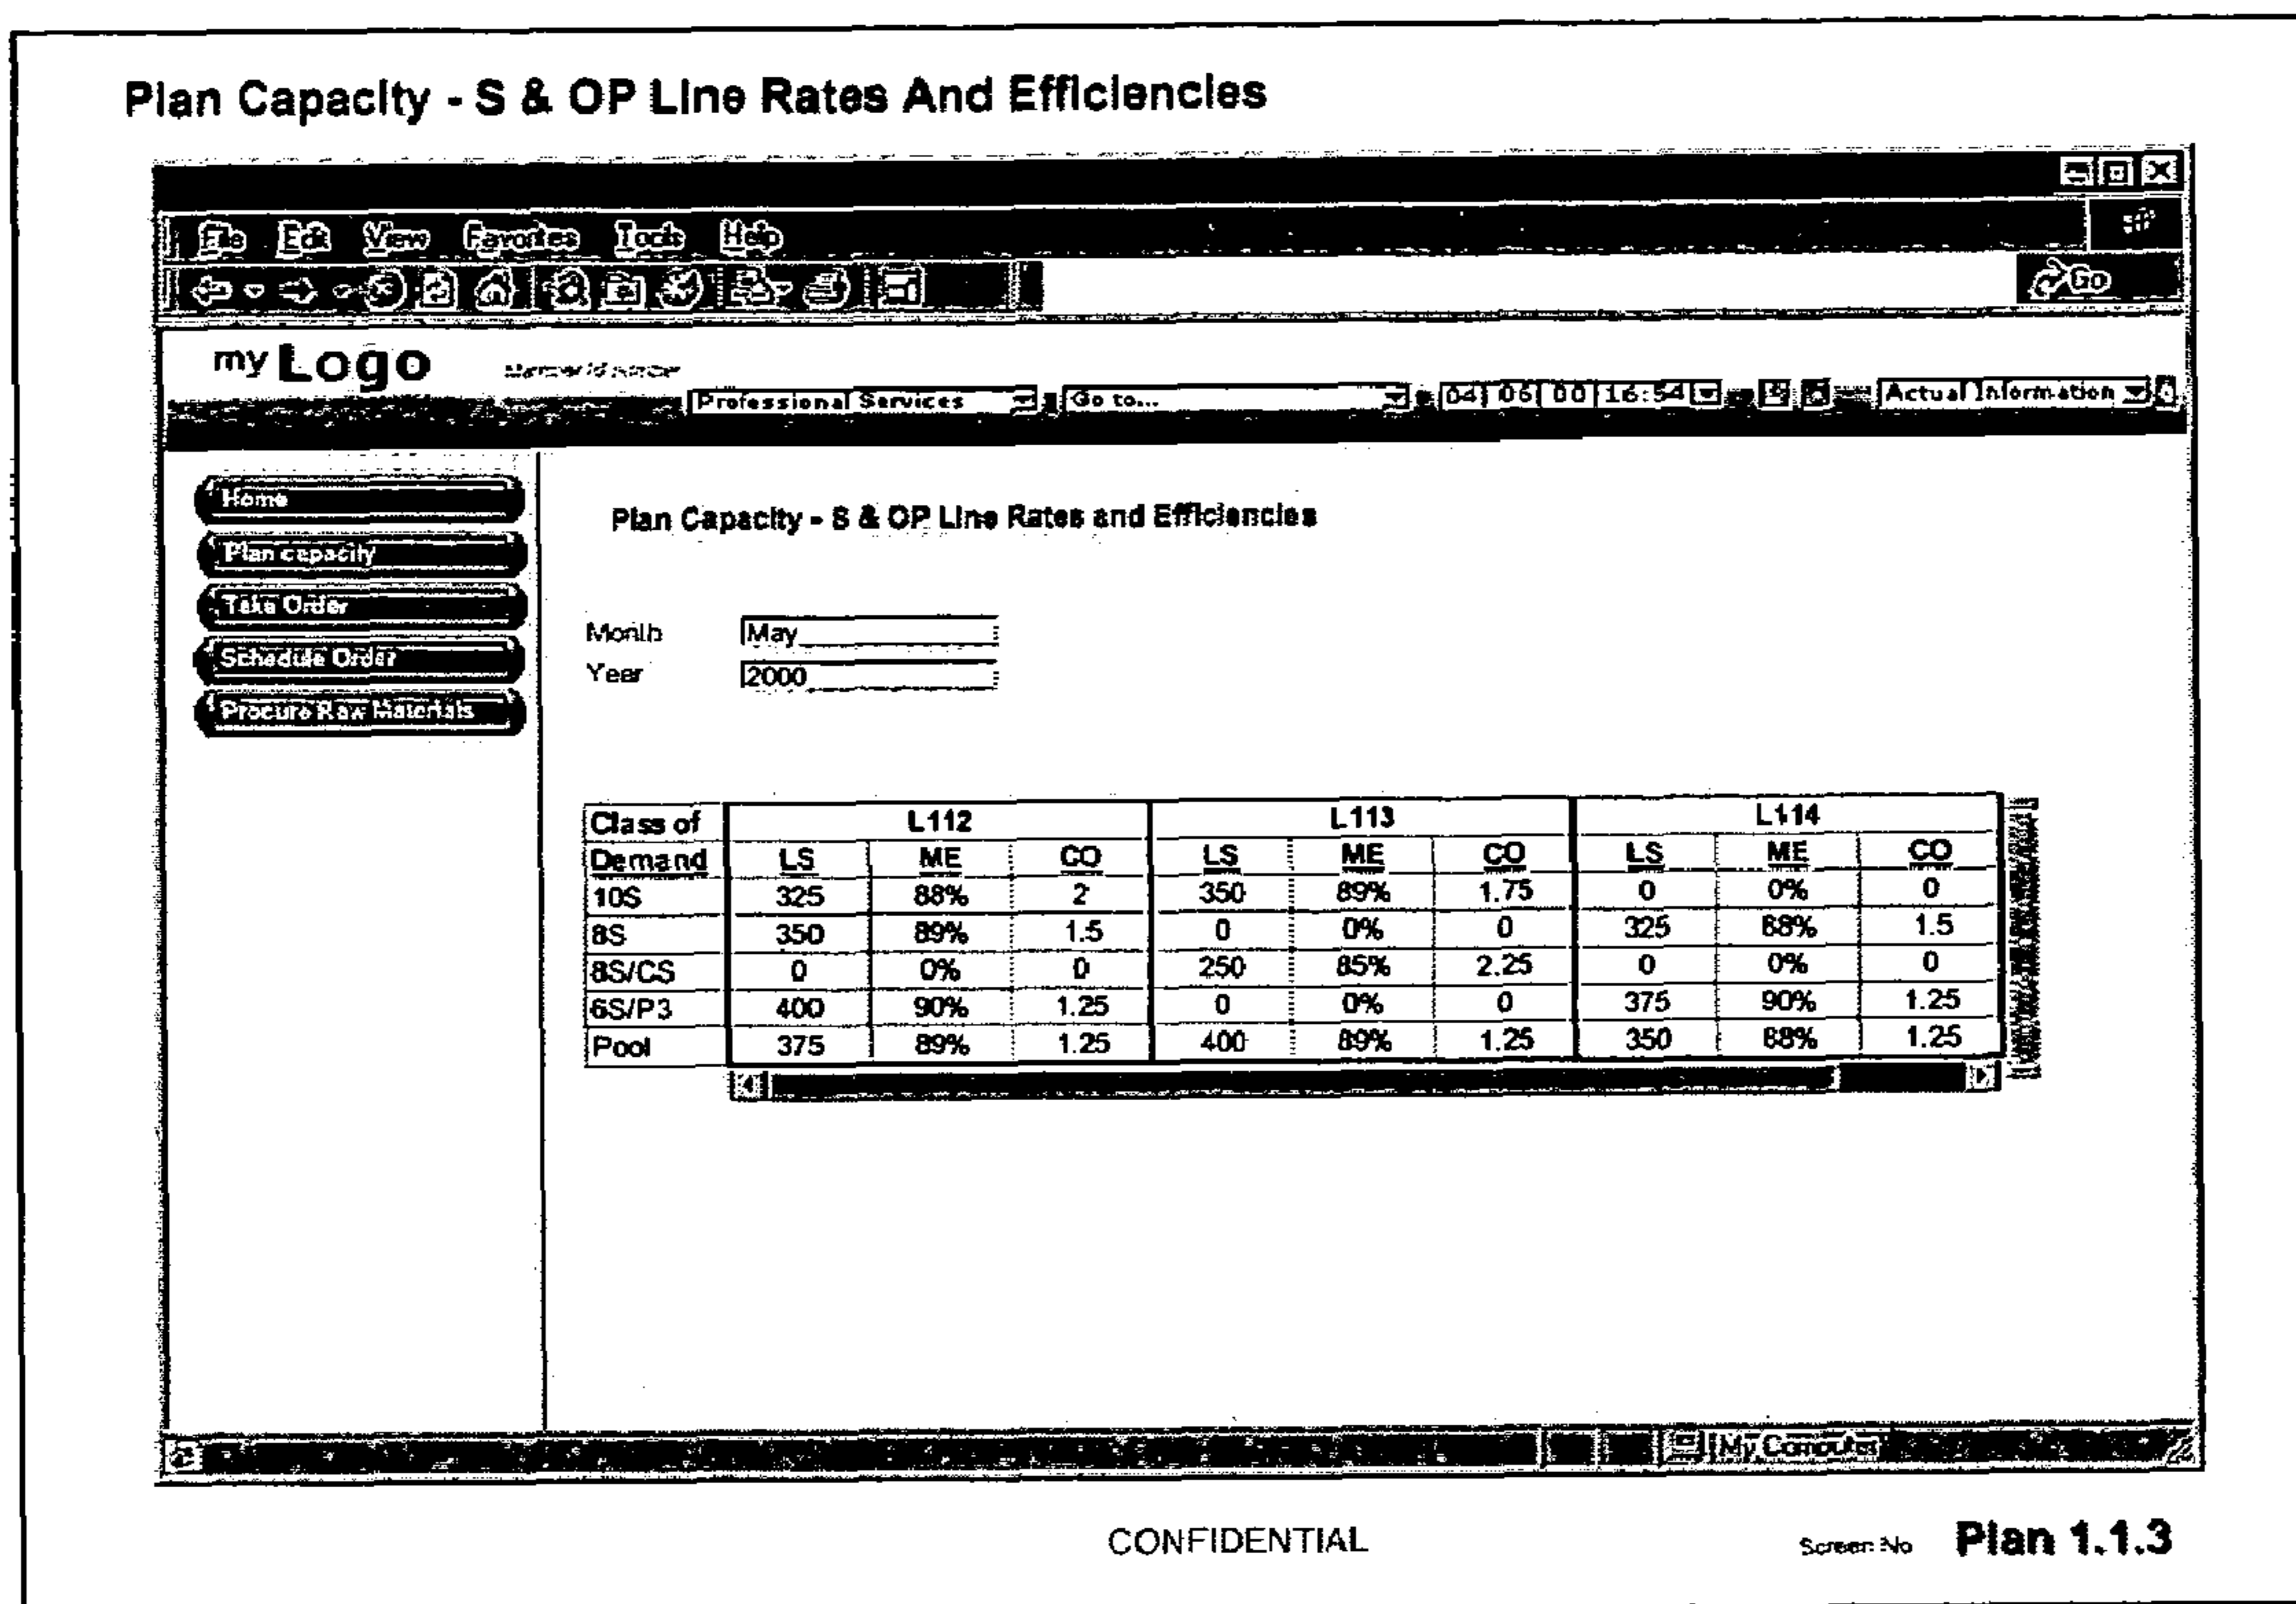 Plan Capacity - S & OP Line Rates And Efficiencies
File Edit View Favorites Tools Help
Go
my Logo
Professional Services Go to... 04 06 00 16:54 Actual Information
Home
Plan capacity
Take Order
Schedule Order
Procure Raw Materials
Plan Capacity - S & OP Line Rates and Efficiencies
Month May
Year 2000
Class of L112 L113 L114
Demand LS ME CO LS ME CO LS ME CO
10S 325 88% 2 350 89% 1.75 0 0% 0
8S 350 89% 1.5 0 0% 0 325 88% 1.5
8S/CS 0 0% 0 250 85% 2.25 0 0% 0
6S/P3 400 90% 1.25 0 0% 0 375 90% 1.25
Pool 375 89% 1.25 400 89% 1.25 350 88% 1.25
My Computer
CONFIDENTIAL
Screen No Plan 1.1.3